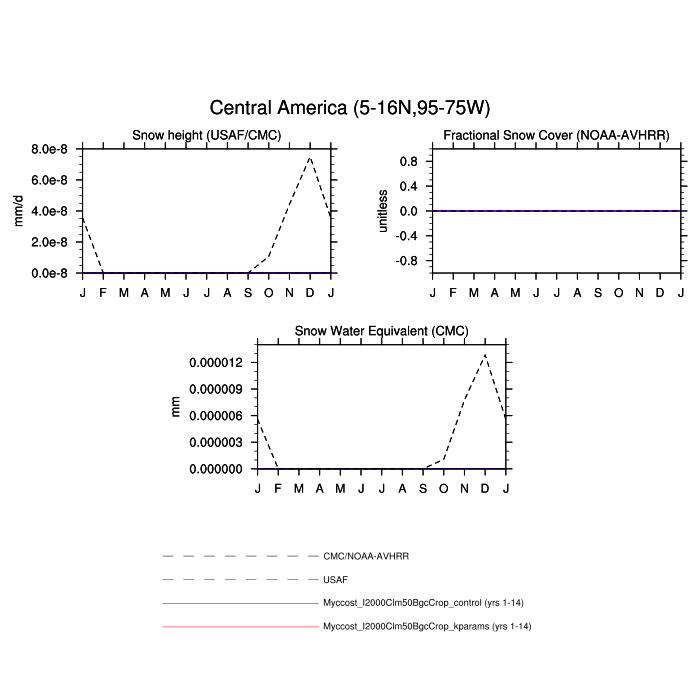 Central America (5-16N,95-75W)
Snow height (USAF/CMC)
8.0e-8
6.0e-8
4.0e-8
2.0e-8
0.0e-8
mm/d
J F M A M J J A S O N D J
Fractional Snow Cover (NOAA-AVHRR)
0.8
0.4
0.0
-0.4
-0.8
unitless
J F M A M J J A S O N D J
Snow Water Equivalent (CMC)
0.000012
0.000009
0.000006
0.000003
0.000000
mm
J F M A M J J A S O N D J
CMC/NOAA-AVHRR
USAF
Myccost_I2000Clm50BgcCrop_control (yrs 1-14)
Myccost_I2000Clm50BgcCrop_kparams (yrs 1-14)